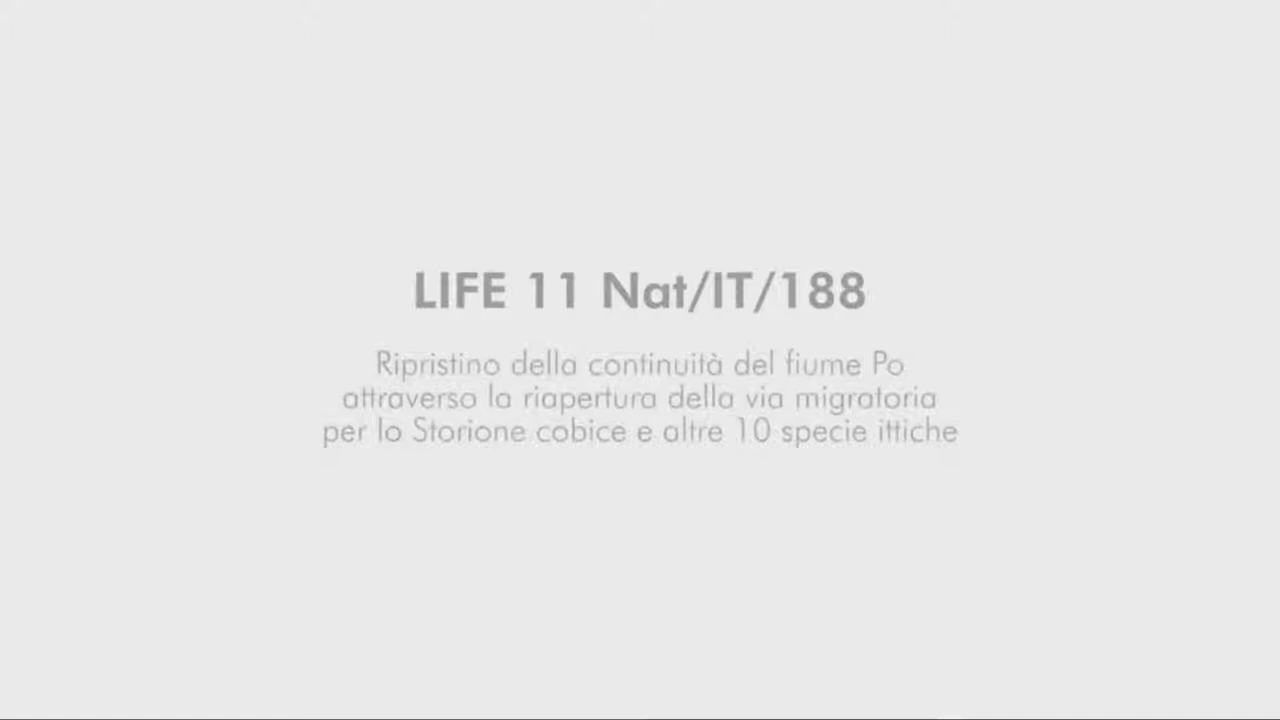 LIFE 11 Nat/IT/188
Ripristino della continuità del fiume Po
attraverso la riapertura della via migratoria
per lo Storione cobice e altre 10 specie ittiche